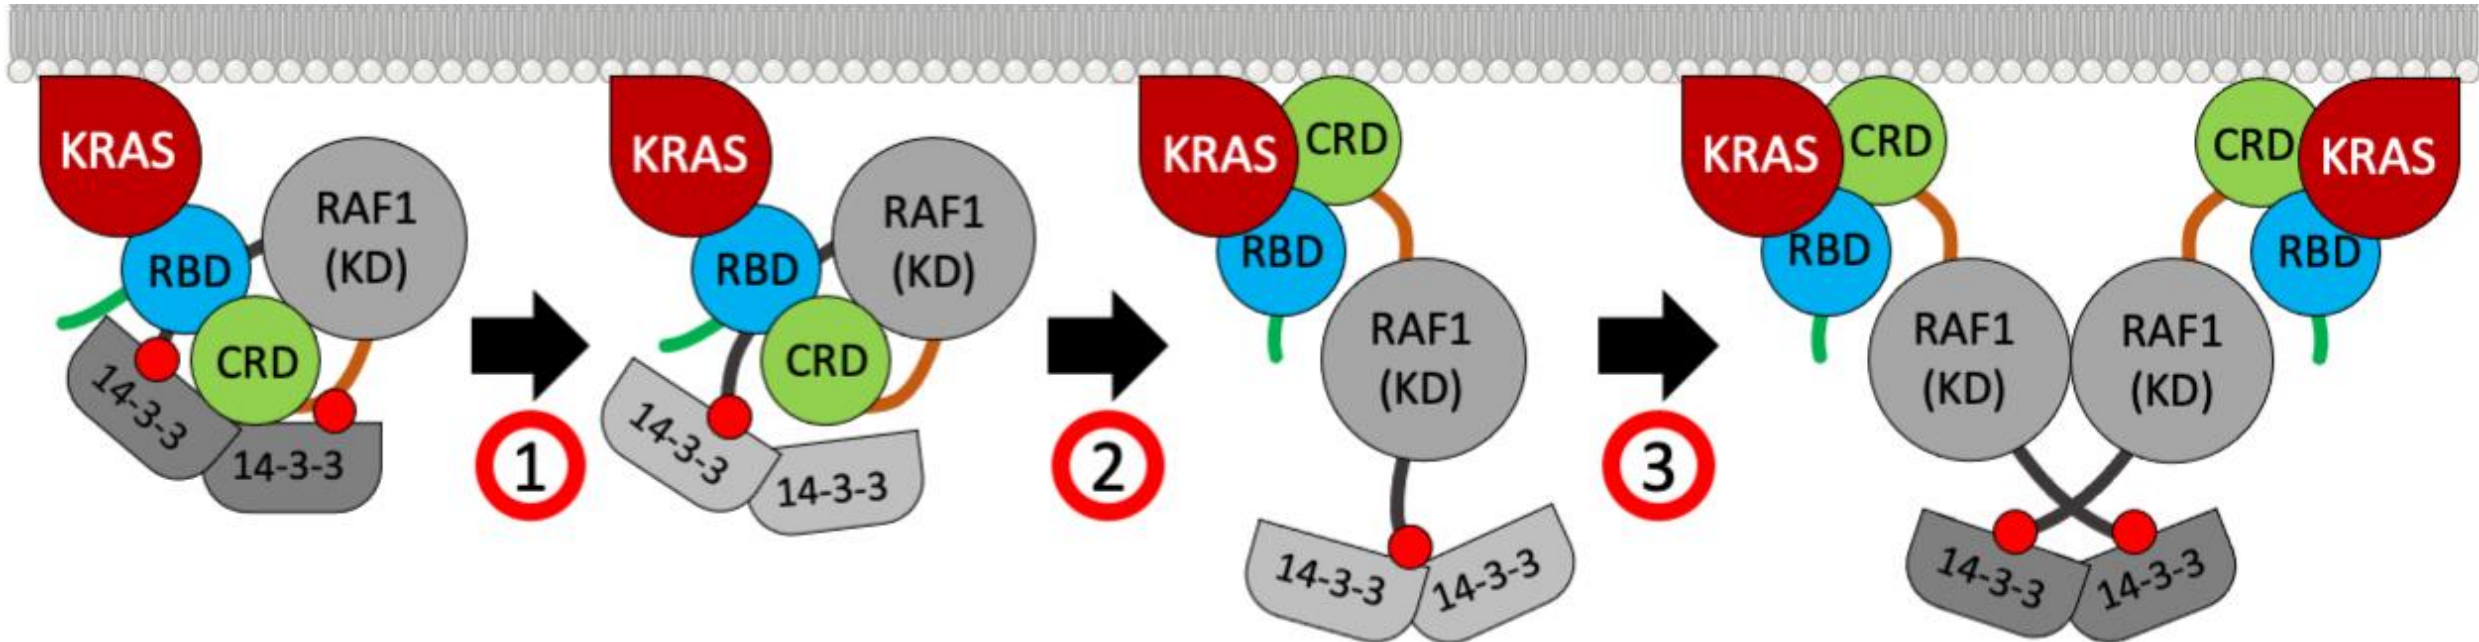 KRAS
RAF1
(KD)
RBD
CRD
14-3-3
14-3-3
1
KRAS
RAF1
(KD)
RBD
CRD
14-3-3
14-3-3
2
KRAS
CRD
RBD
RAF1
(KD)
14-3-3
14-3-3
3
KRAS
CRD
RBD
RAF1
(KD)
CRD
KRAS
RBD
RAF1
(KD)
14-3-3
14-3-3